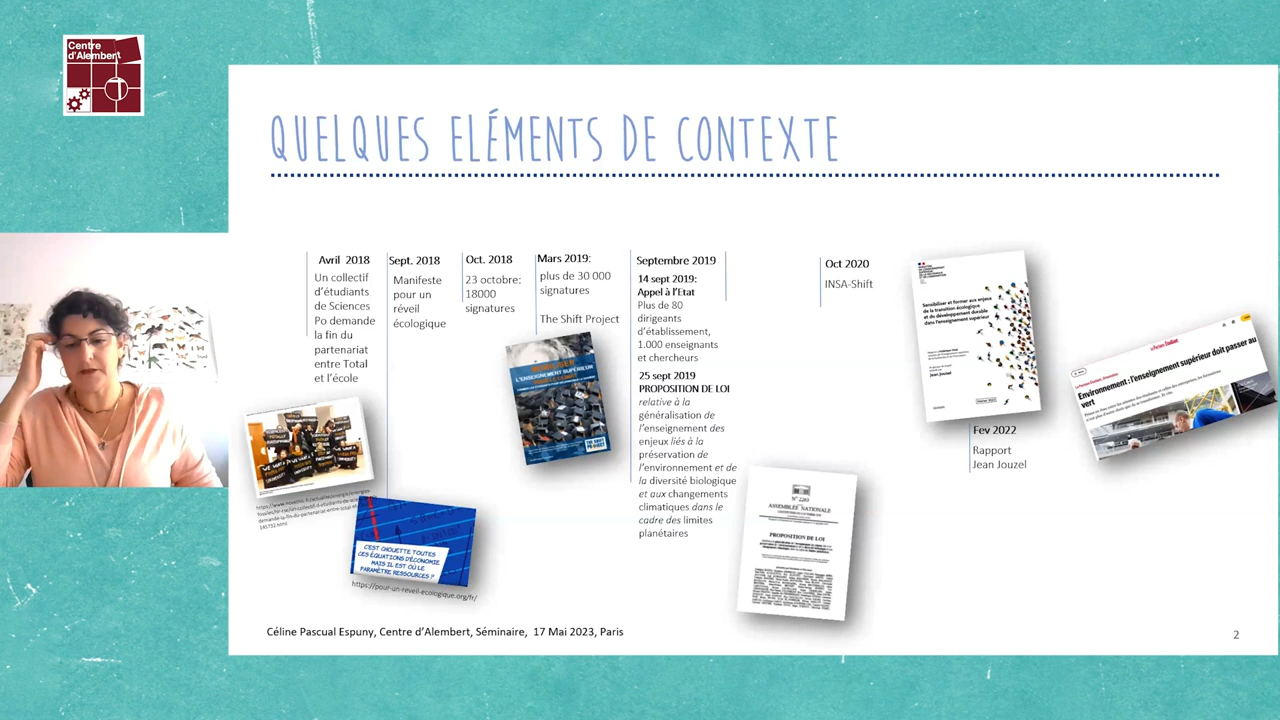 Centre
d'Alembert
QUELQUES ELÉMENTS DE CONTEXTE
Avril 2018
Un collectif
d'étudiants
de Sciences
Po demande
la fin du
partenariat
entre Total
et l'école
Sept. 2018
Manifeste
pour un
réveil
écologique
Oct. 2018
23 octobre:
18000
signatures
Mars 2019:
plus de 30 000
signatures
The Shift Project
Septembre 2019
14 sept 2019:
Appel à l'Etat
Plus de 80
dirigeants
d'établissement,
1.000 enseignants
et chercheurs
25 sept 2019
PROPOSITION DE LOI
relative à la
généralisation de
l'enseignement des
enjeux liés à la
préservation de
l'environnement et de
la diversité biologique
et aux changements
climatiques dans le
cadre des limites
planétaires
Oct 2020
INSA-Shift
Sensibiliser et former aux enjeux
de la transition écologique
et du développement durable
dans l'enseignement supérieur
Jean Jouzel
Fev 2022
Rapport
Jean Jouzel
Environnement : l'enseignement supérieur doit passer au
vert
L'ENSEIGNEMENT SUPÉRIEUR
C'EST CHOUETTE TOUTES
CES ÉQUATIONS D'ÉCONOMIE
MAIS IL EST OÙ LE
PARAMÈTRE RESSOURCES ?
https://pour-un-reveil-ecologique.org/fr/
N° 2263
ASSEMBLÉE NATIONALE
PROPOSITION DE LOI
Céline Pascual Espuny, Centre d'Alembert, Séminaire, 17 Mai 2023, Paris
2